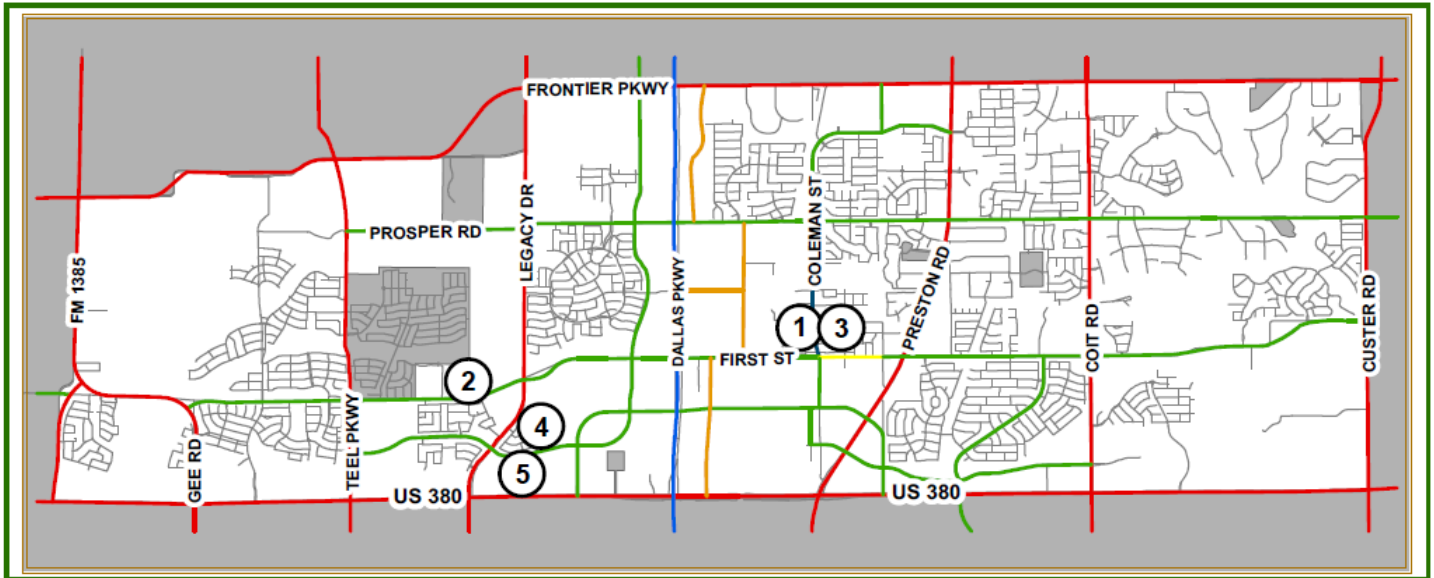 FRONTIER PKWY
LEGACY DR
COLEMAN ST
PROSPER RD
FM 1385
DALLAS PKWY
PRESTON RD
COIT RD
CUSTER RD
1
3
FIRST ST
2
TEEL PKWY
4
GEE RD
5
US 380
US 380